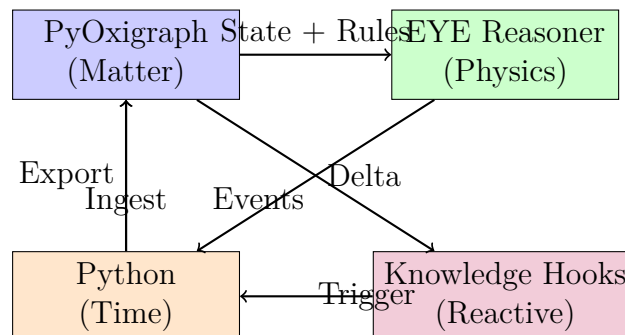 PyOxigraph
(Matter)
State + Rules
EYE Reasoner
(Physics)
Export
Ingest
Events
Delta
Python
(Time)
Trigger
Knowledge Hooks
(Reactive)